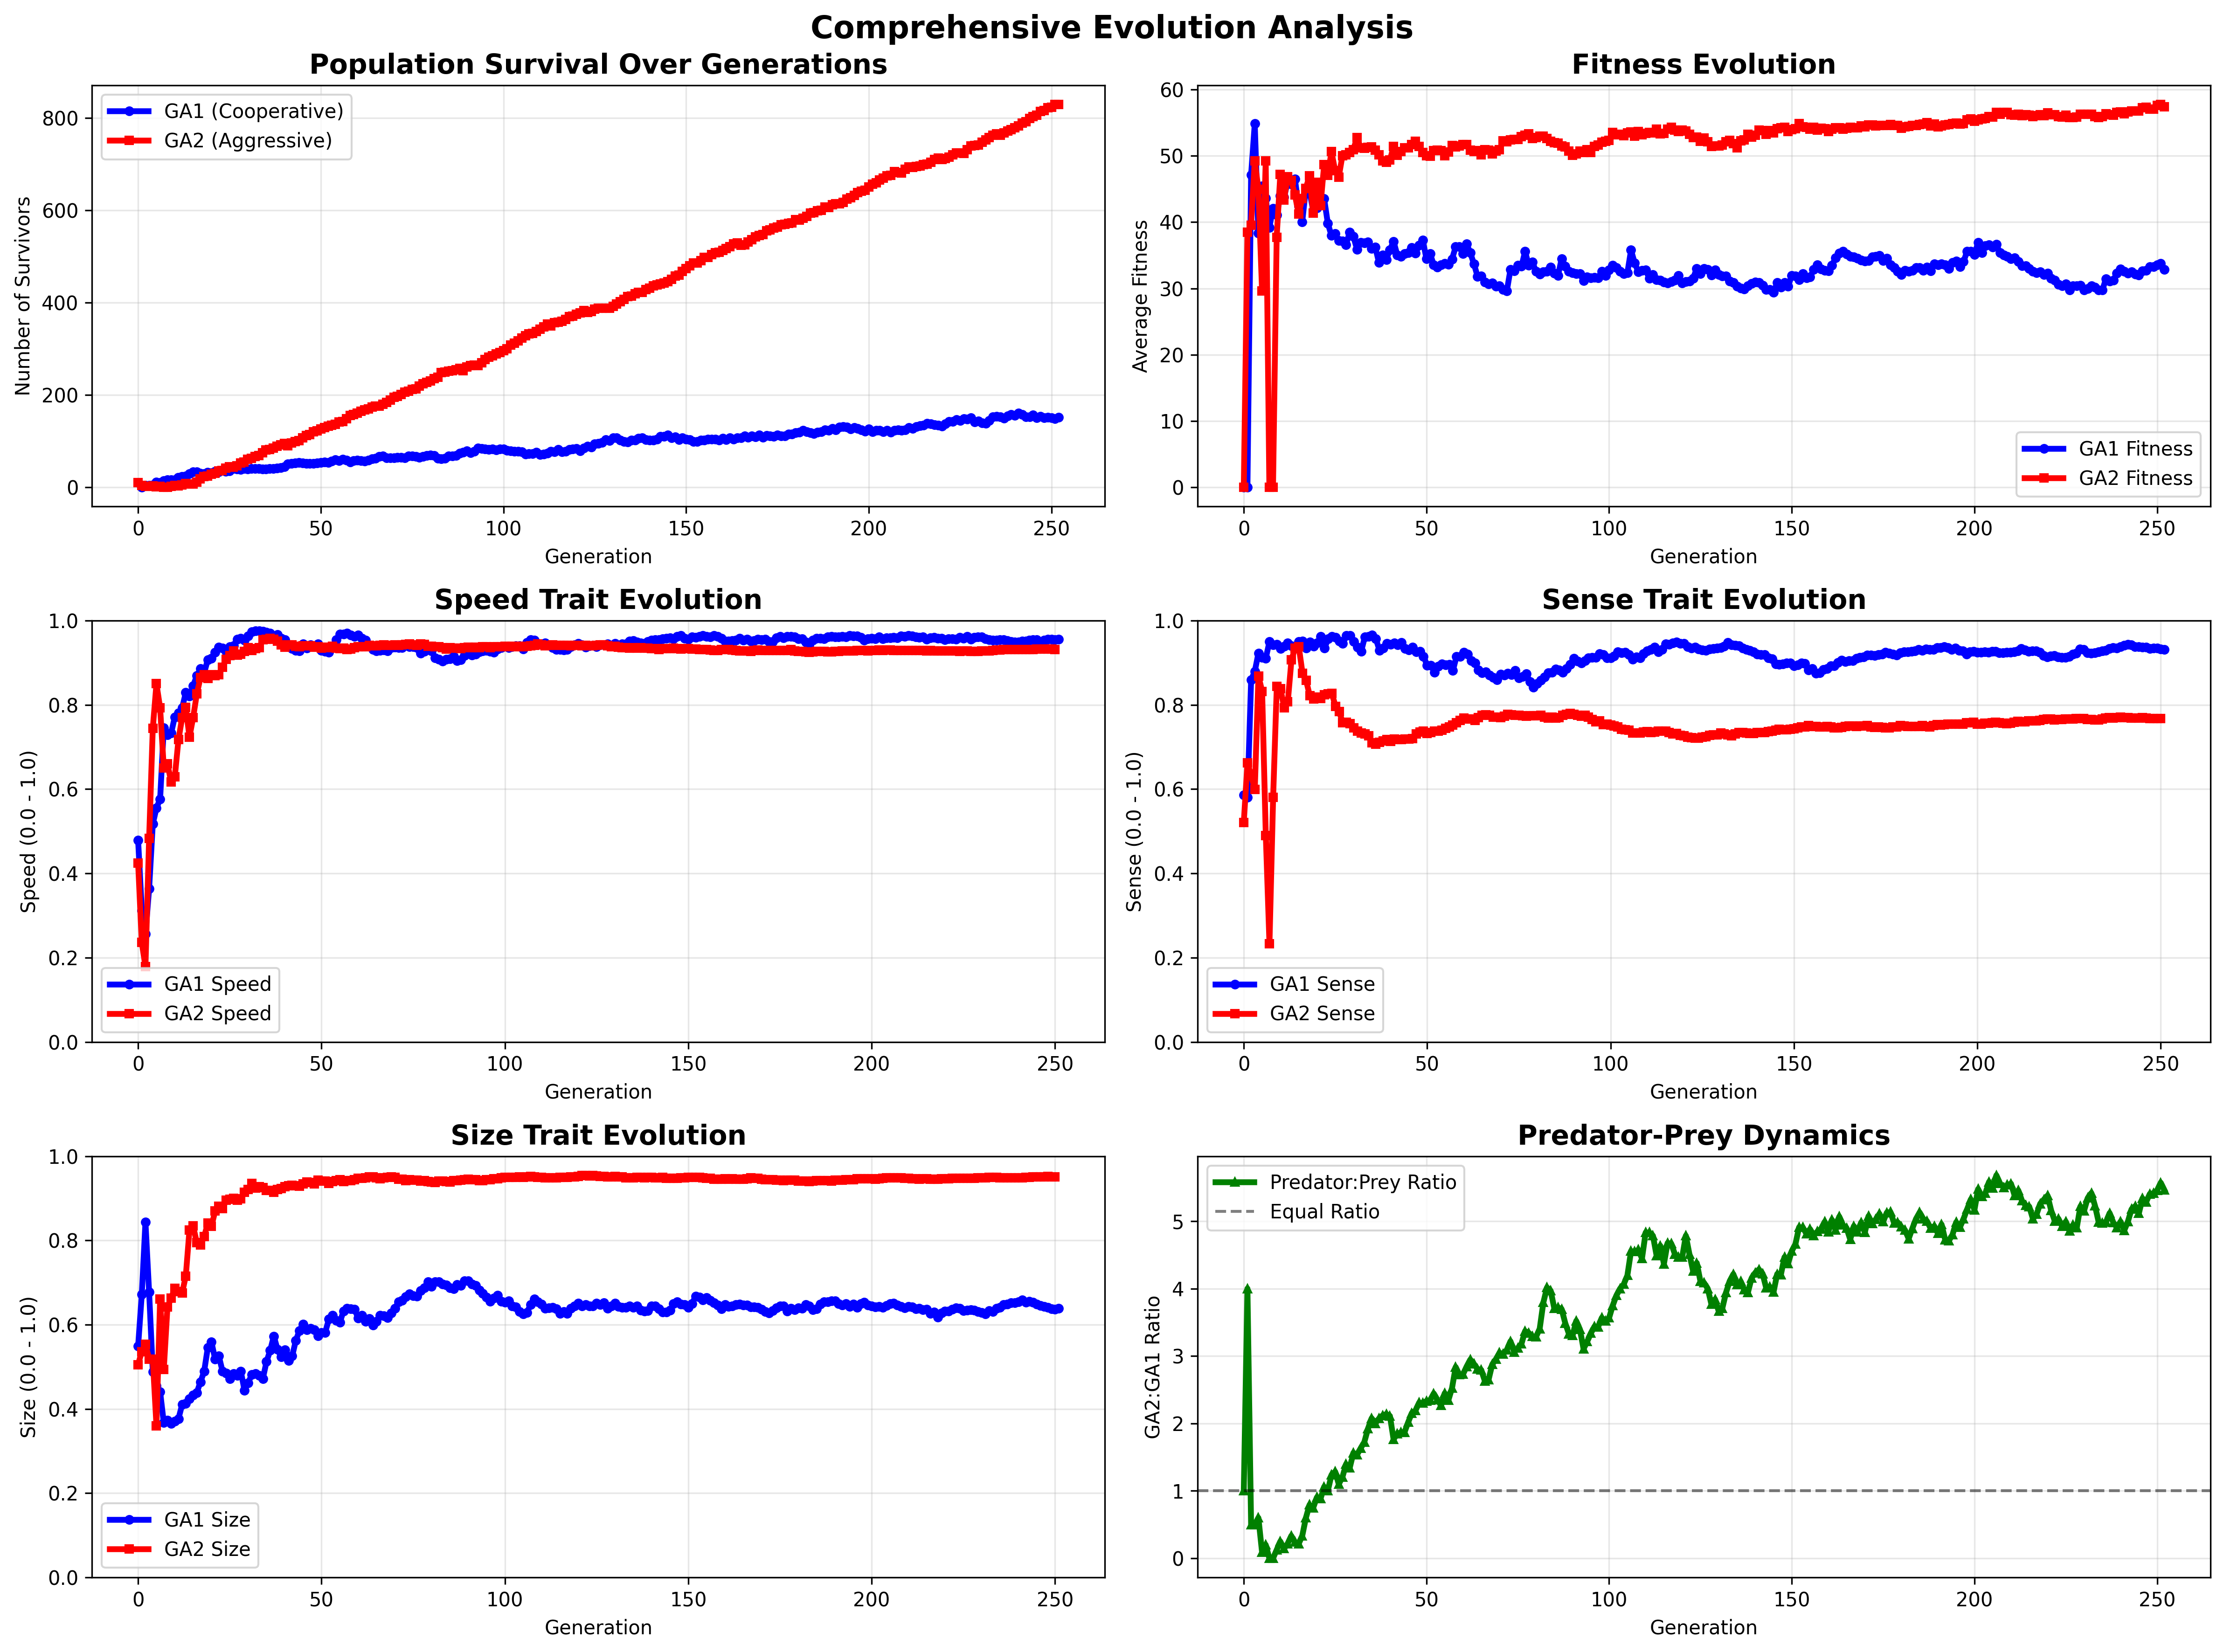 Comprehensive Evolution Analysis
Population Survival Over Generations
GA1 (Cooperative)
GA2 (Aggressive)
Number of Survivors
800
600
400
200
0
0 50 100 150 200 250
Generation
Fitness Evolution
Average Fitness
60
50
40
30
20
10
0
GA1 Fitness
GA2 Fitness
0 50 100 150 200 250
Generation
Speed Trait Evolution
Speed (0.0 - 1.0)
1.0
0.8
0.6
0.4
0.2
0.0
GA1 Speed
GA2 Speed
0 50 100 150 200 250
Generation
Sense Trait Evolution
Sense (0.0 - 1.0)
1.0
0.8
0.6
0.4
0.2
0.0
GA1 Sense
GA2 Sense
0 50 100 150 200 250
Generation
Size Trait Evolution
Size (0.0 - 1.0)
1.0
0.8
0.6
0.4
0.2
0.0
GA1 Size
GA2 Size
0 50 100 150 200 250
Generation
Predator-Prey Dynamics
Predator:Prey Ratio
Equal Ratio
GA2:GA1 Ratio
5
4
3
2
1
0
0 50 100 150 200 250
Generation